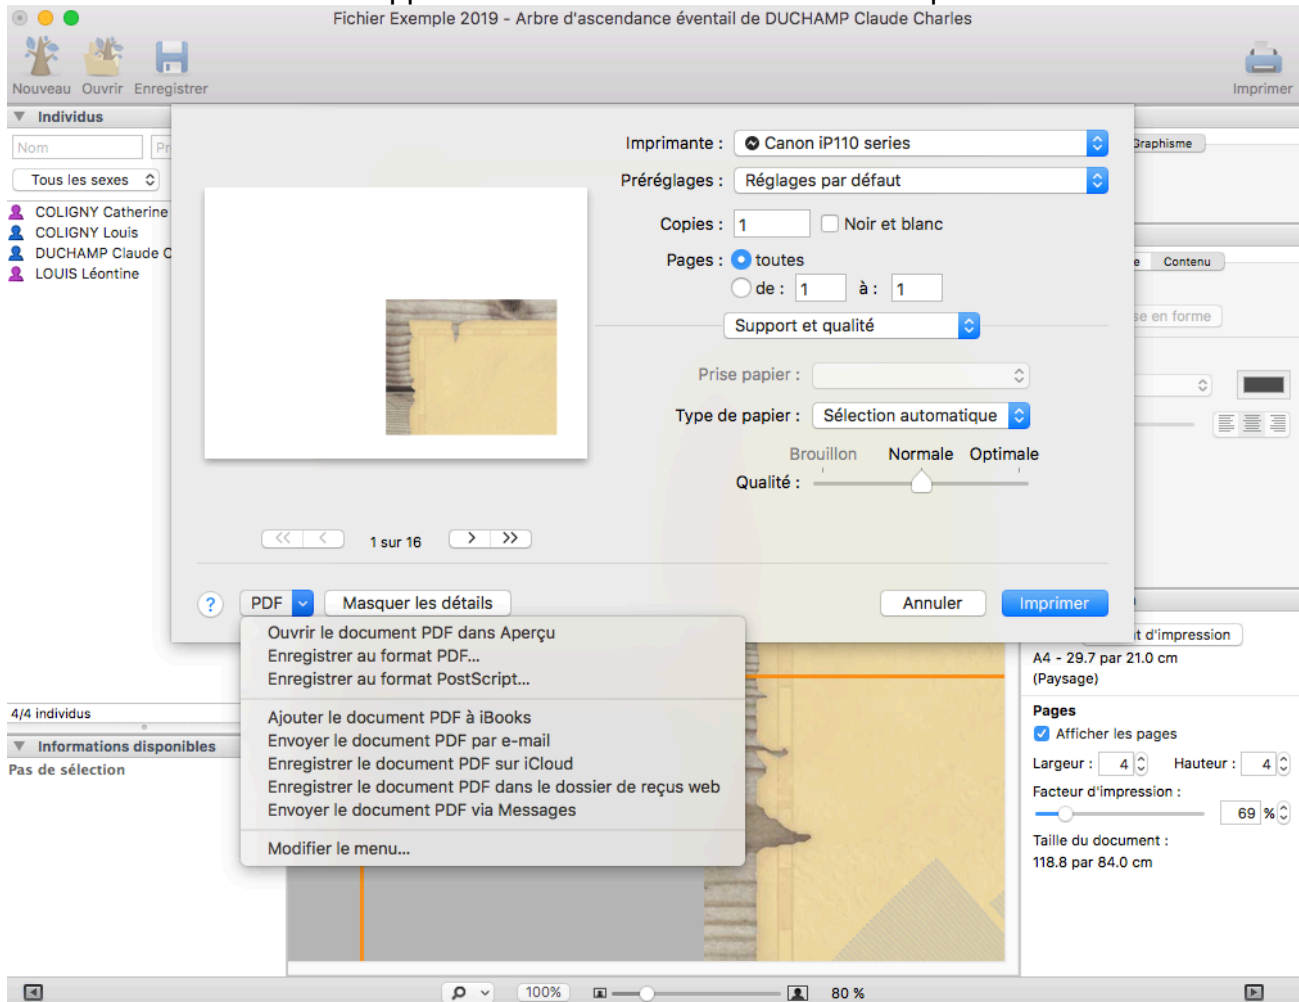 Fichier Exemple 2019 - Arbre d'ascendance éventail de DUCHAMP Claude Charles
Nouveau Ouvrir Enregistrer
Imprimer
Individus
Nom
Tous les sexes
COLIGNY Catherine
COLIGNY Louis
DUCHAMP Claude C
LOUIS Léontine
4/4 individus
Informations disponibles
Pas de sélection
Imprimante : Canon iP110 series
Préréglages : Réglages par défaut
Copies : 1 Noir et blanc
Pages : toutes
de : 1 à : 1
Support et qualité
Prise papier :
Type de papier : Sélection automatique
Brouillon Normale Optimale
Qualité :
1 sur 16
? PDF Masquer les détails
Annuler Imprimer
Ouvrir le document PDF dans Aperçu
Enregistrer au format PDF...
Enregistrer au format PostScript...
Ajouter le document PDF à iBooks
Envoyer le document PDF par e-mail
Enregistrer le document PDF sur iCloud
Enregistrer le document PDF dans le dossier de reçus web
Envoyer le document PDF via Messages
Modifier le menu...
Graphisme
Contenu
se en forme
t d'impression
A4 - 29.7 par 21.0 cm
(Paysage)
Pages
Afficher les pages
Largeur : 4 Hauteur : 4
Facteur d'impression :
69 %
Taille du document :
118.8 par 84.0 cm
100%
80 %